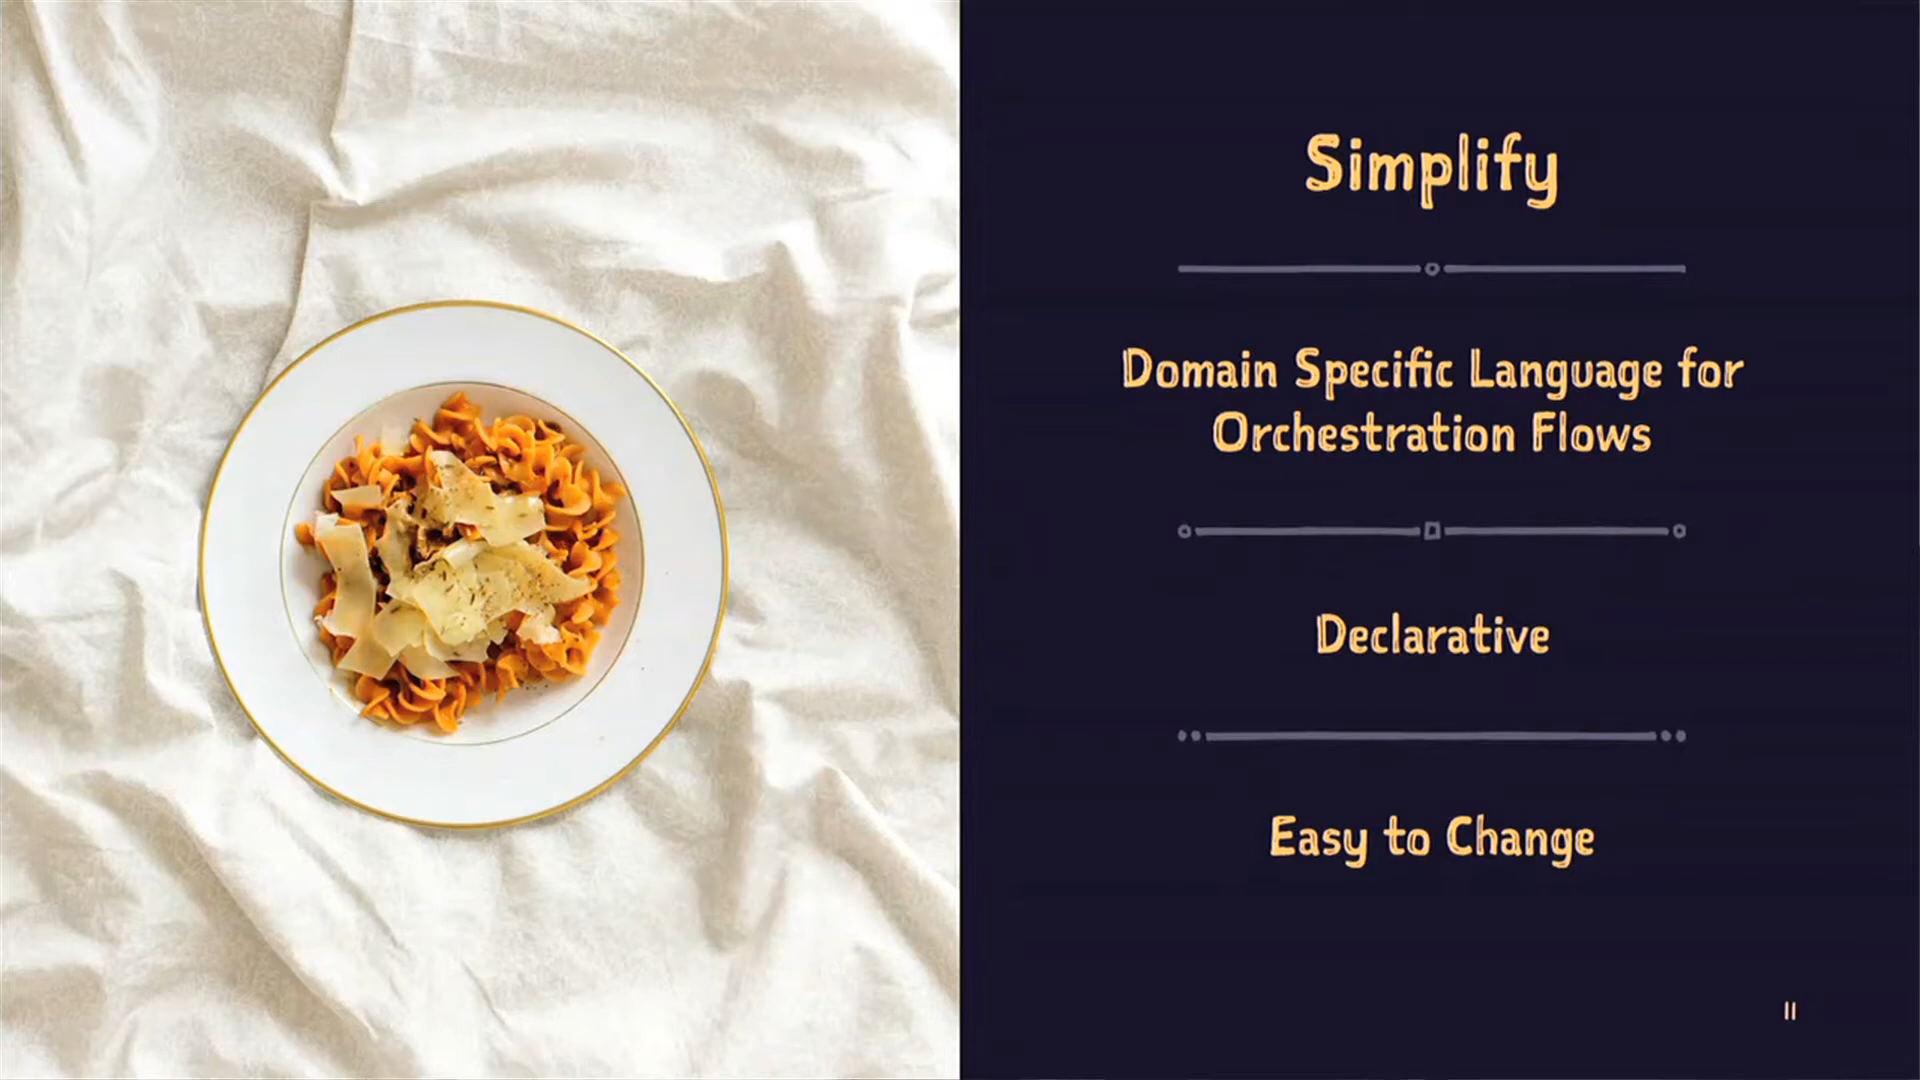 Simplify
Domain Specific Language for
Orchestration Flows
Declarative
Easy to Change
11